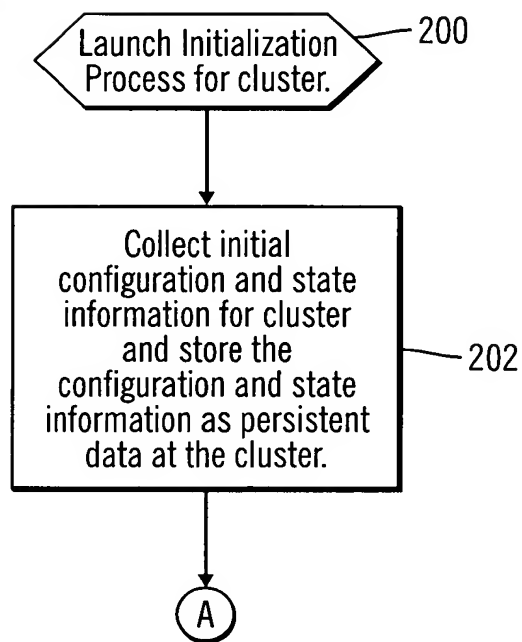 Launch Initialization
Process for cluster.
200
Collect initial
configuration and state
information for cluster
and store the
configuration and state
information as persistent
data at the cluster.
202
A